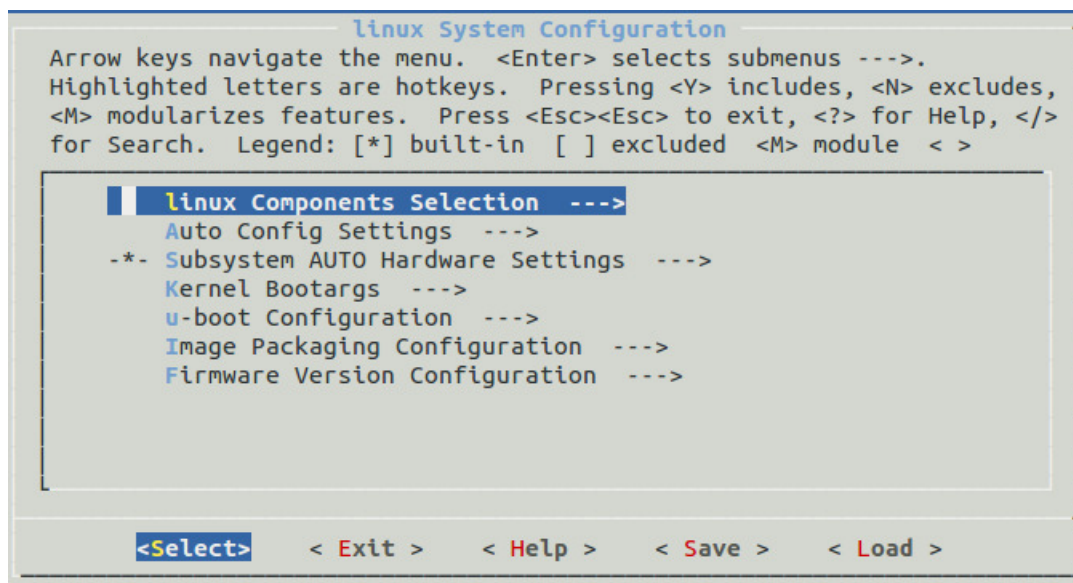 linux System Configuration
Arrow keys navigate the menu. <Enter> selects submenus --->.
Highlighted letters are hotkeys. Pressing <Y> includes, <N> excludes,
<M> modularizes features. Press <Esc><Esc> to exit, <?> for Help, </>
for Search. Legend: [*] built-in [ ] excluded <M> module < >
linux Components Selection --->
Auto Config Settings --->
-*- Subsystem AUTO Hardware Settings --->
Kernel Bootargs --->
u-boot Configuration --->
Image Packaging Configuration --->
Firmware Version Configuration --->
<Select> < Exit > < Help > < Save > < Load >